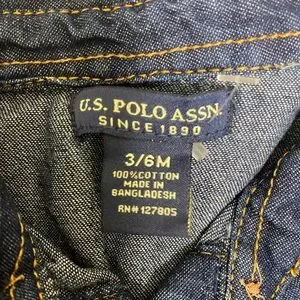 U.S. POLO ASSN.
SINCE 1890
3/6M
100% COTTON
MADE IN
BANGLADESH
RN# 127805